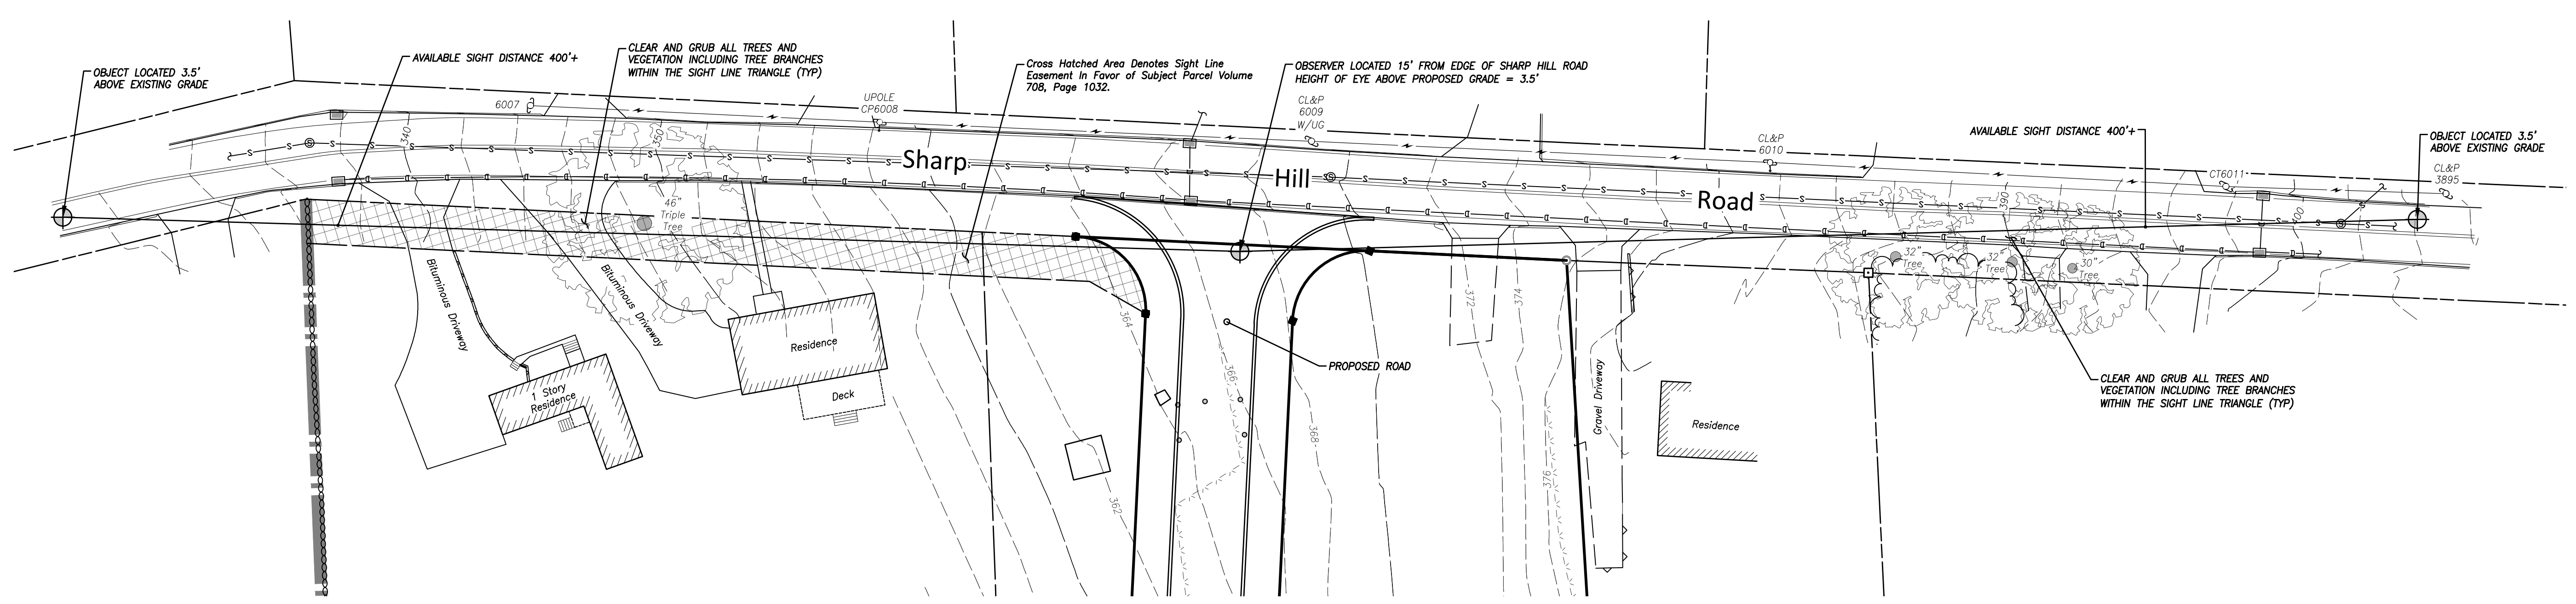 OBJECT LOCATED 3.5'
ABOVE EXISTING GRADE
AVAILABLE SIGHT DISTANCE 400'+
CLEAR AND GRUB ALL TREES AND
VEGETATION INCLUDING TREE BRANCHES
WITHIN THE SIGHT LINE TRIANGLE (TYP)
Cross Hatched Area Denotes Sight Line
Easement In Favor of Subject Parcel Volume
708, Page 1032.
OBSERVER LOCATED 15' FROM EDGE OF SHARP HILL ROAD
HEIGHT OF EYE ABOVE PROPOSED GRADE = 3.5'
AVAILABLE SIGHT DISTANCE 400'+
OBJECT LOCATED 3.5'
ABOVE EXISTING GRADE
6007
UPOLE
CP6008
CL&P
6009
W/UG
CL&P
6010
CT6011
CL&P
3895
340
350
390
Sharp Hill Road
46"
Triple
Tree
32"
Tree
32"
Tree
30"
Tree
Bituminous Driveway
Bituminous Driveway
1 Story
Residence
Residence
Deck
364
366
368
362
372
374
376
PROPOSED ROAD
Gravel Driveway
Residence
CLEAR AND GRUB ALL TREES AND
VEGETATION INCLUDING TREE BRANCHES
WITHIN THE SIGHT LINE TRIANGLE (TYP)